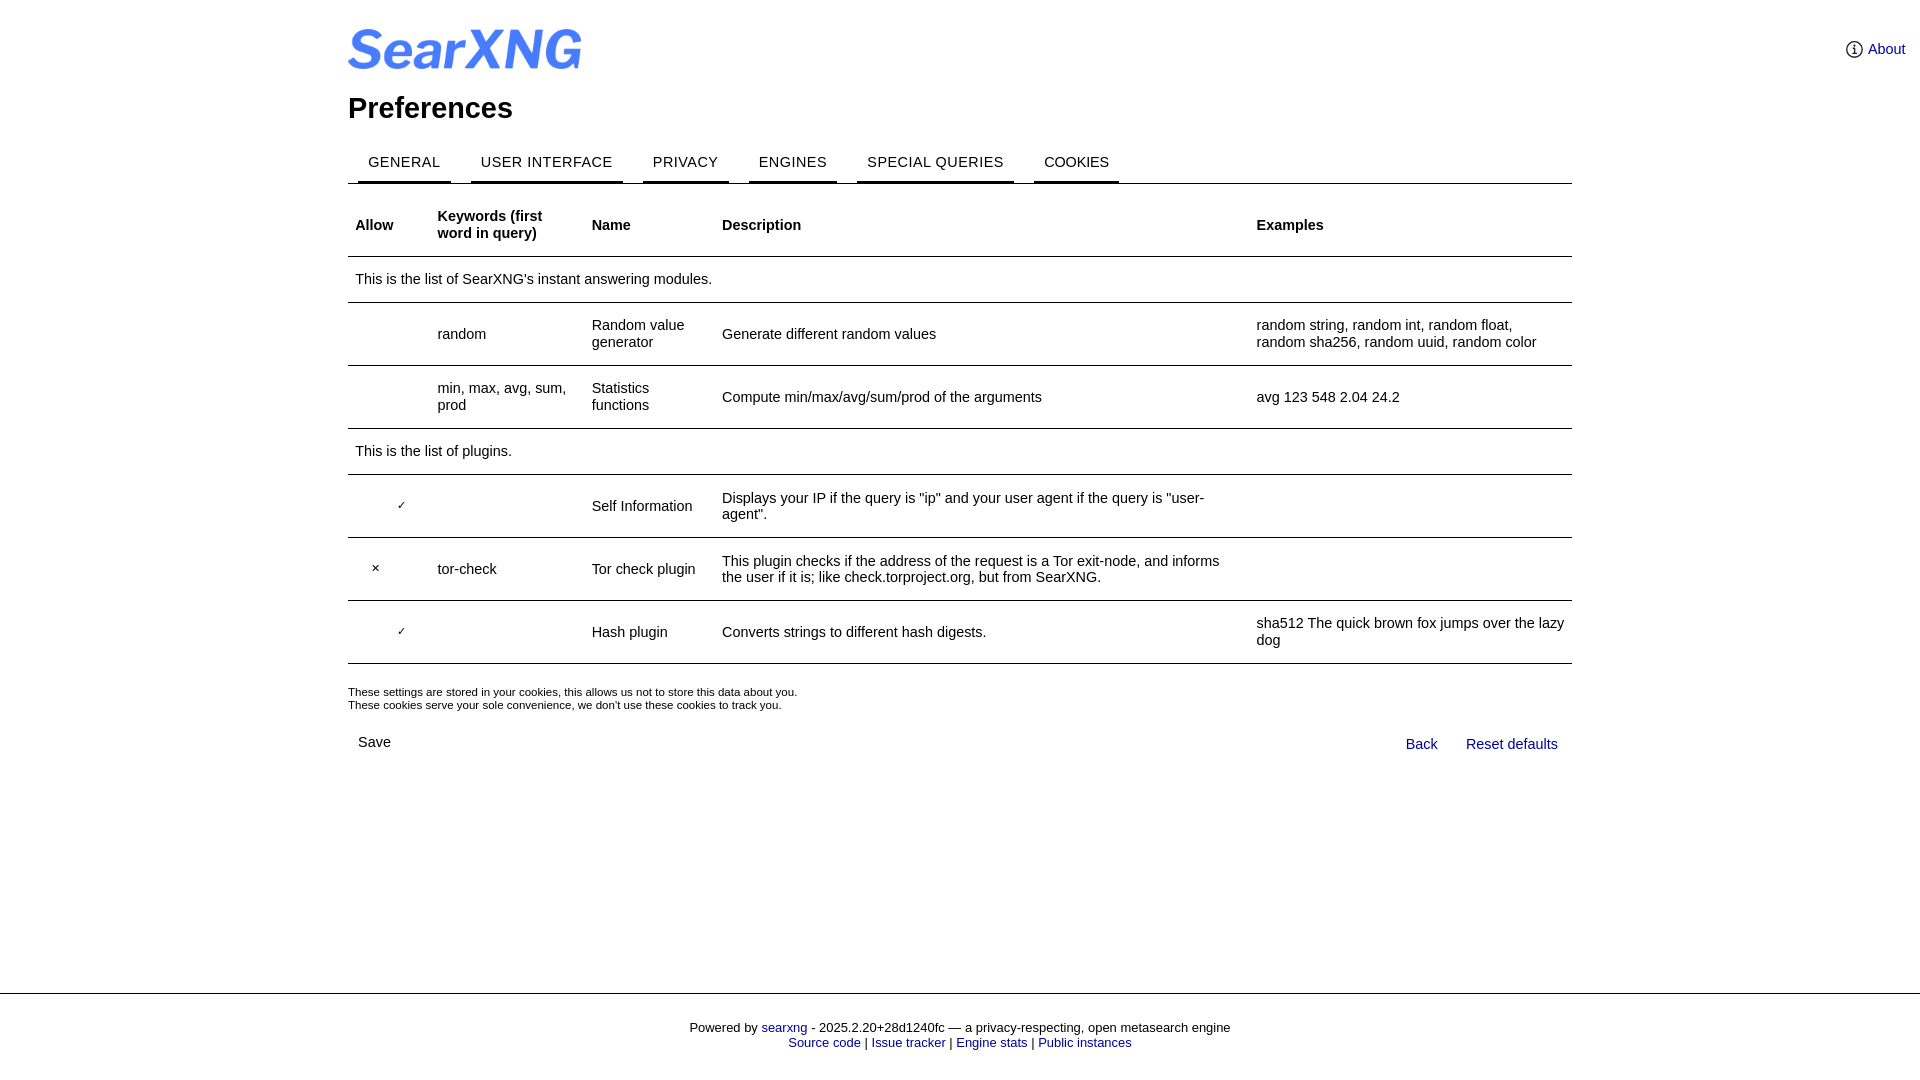 SearXNG
About
Preferences
GENERAL USER INTERFACE PRIVACY ENGINES SPECIAL QUERIES COOKIES
Allow Keywords (first word in query) Name Description Examples
This is the list of SearXNG's instant answering modules.
random Random value generator Generate different random values random string, random int, random float, random sha256, random uuid, random color
min, max, avg, sum, prod Statistics functions Compute min/max/avg/sum/prod of the arguments avg 123 548 2.04 24.2
This is the list of plugins.
✓ Self Information Displays your IP if the query is "ip" and your user agent if the query is "user-agent".
✕ tor-check Tor check plugin This plugin checks if the address of the request is a Tor exit-node, and informs the user if it is; like check.torproject.org, but from SearXNG.
✓ Hash plugin Converts strings to different hash digests. sha512 The quick brown fox jumps over the lazy dog
These settings are stored in your cookies, this allows us not to store this data about you.
These cookies serve your sole convenience, we don't use these cookies to track you.
Save Back Reset defaults
Powered by searxng - 2025.2.20+28d1240fc — a privacy-respecting, open metasearch engine
Source code | Issue tracker | Engine stats | Public instances